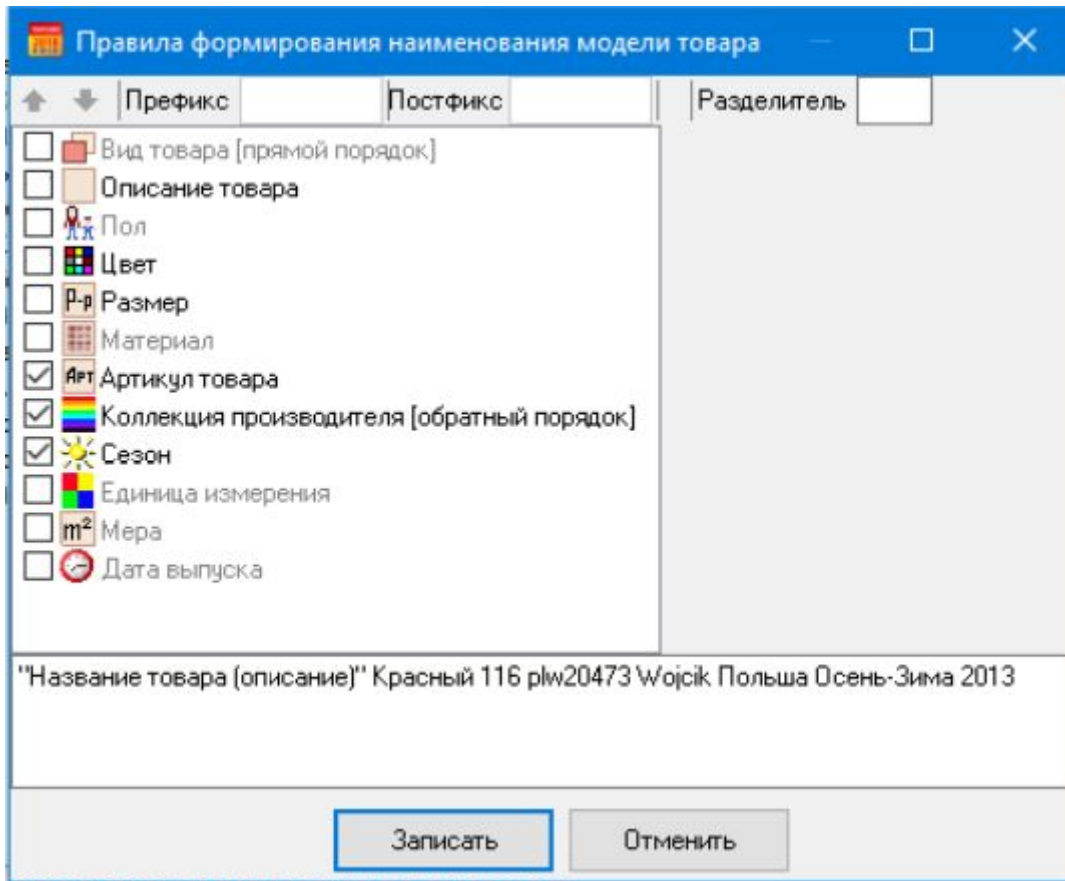 Правила формирования наименования модели товара
Префикс Постфикс Разделитель
Вид товара [прямой порядок]
Описание товара
Пол
Цвет
Р-р Размер
Материал
Арт Артикул товара
Коллекция производителя [обратный порядок]
Сезон
Единица измерения
m² Мера
Дата выпуска
"Название товара (описание)" Красный 116 plw20473 Wojcik Польша Осень-Зима 2013
Записать Отменить